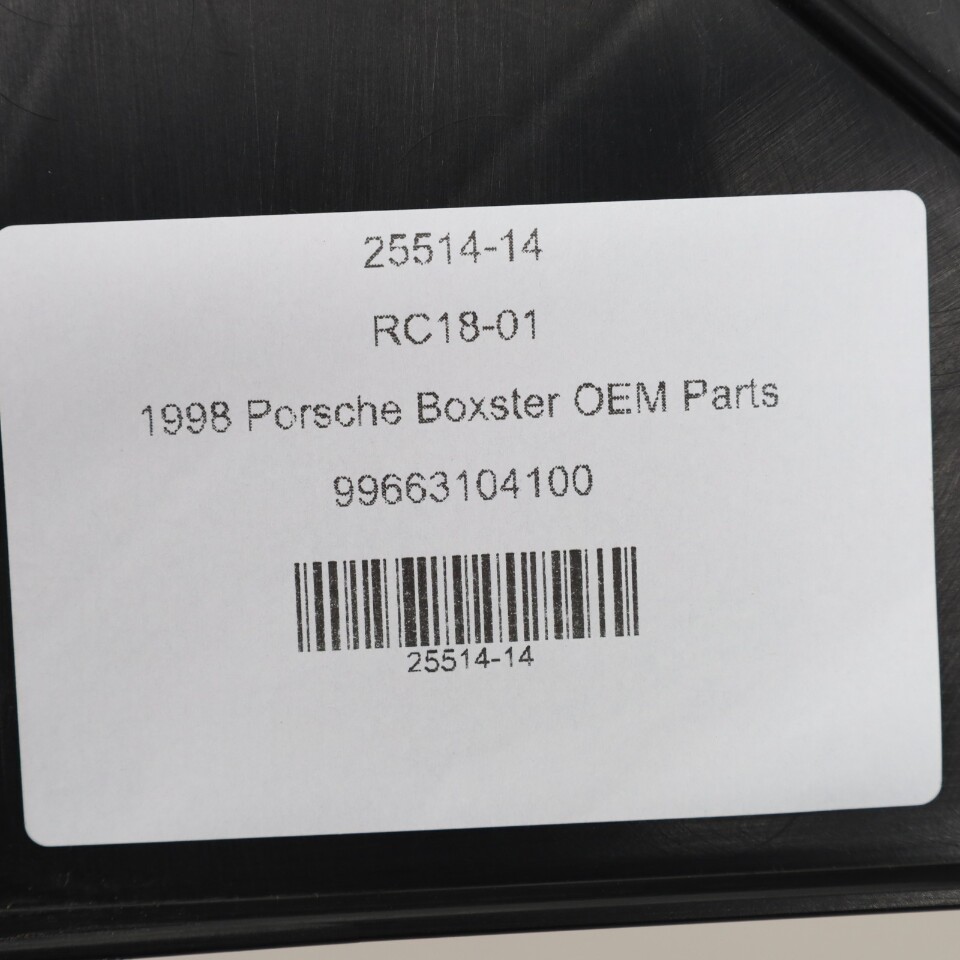 25514-14
RC18-01
1998 Porsche Boxster OEM Parts
99663104100
25514-14